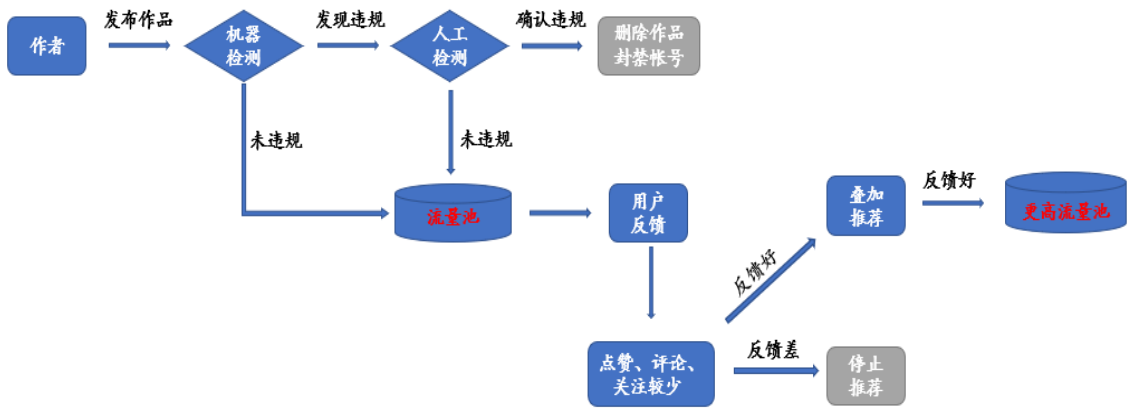 发布作品
发现违规
确认违规
作者
机器
检测
人工
检测
删除作品
封禁帐号
未违规
未违规
流量池
用户
反馈
叠加
推荐
反馈好
更高流量池
反馈好
点赞、评论、
关注较少
反馈差
停止
推荐